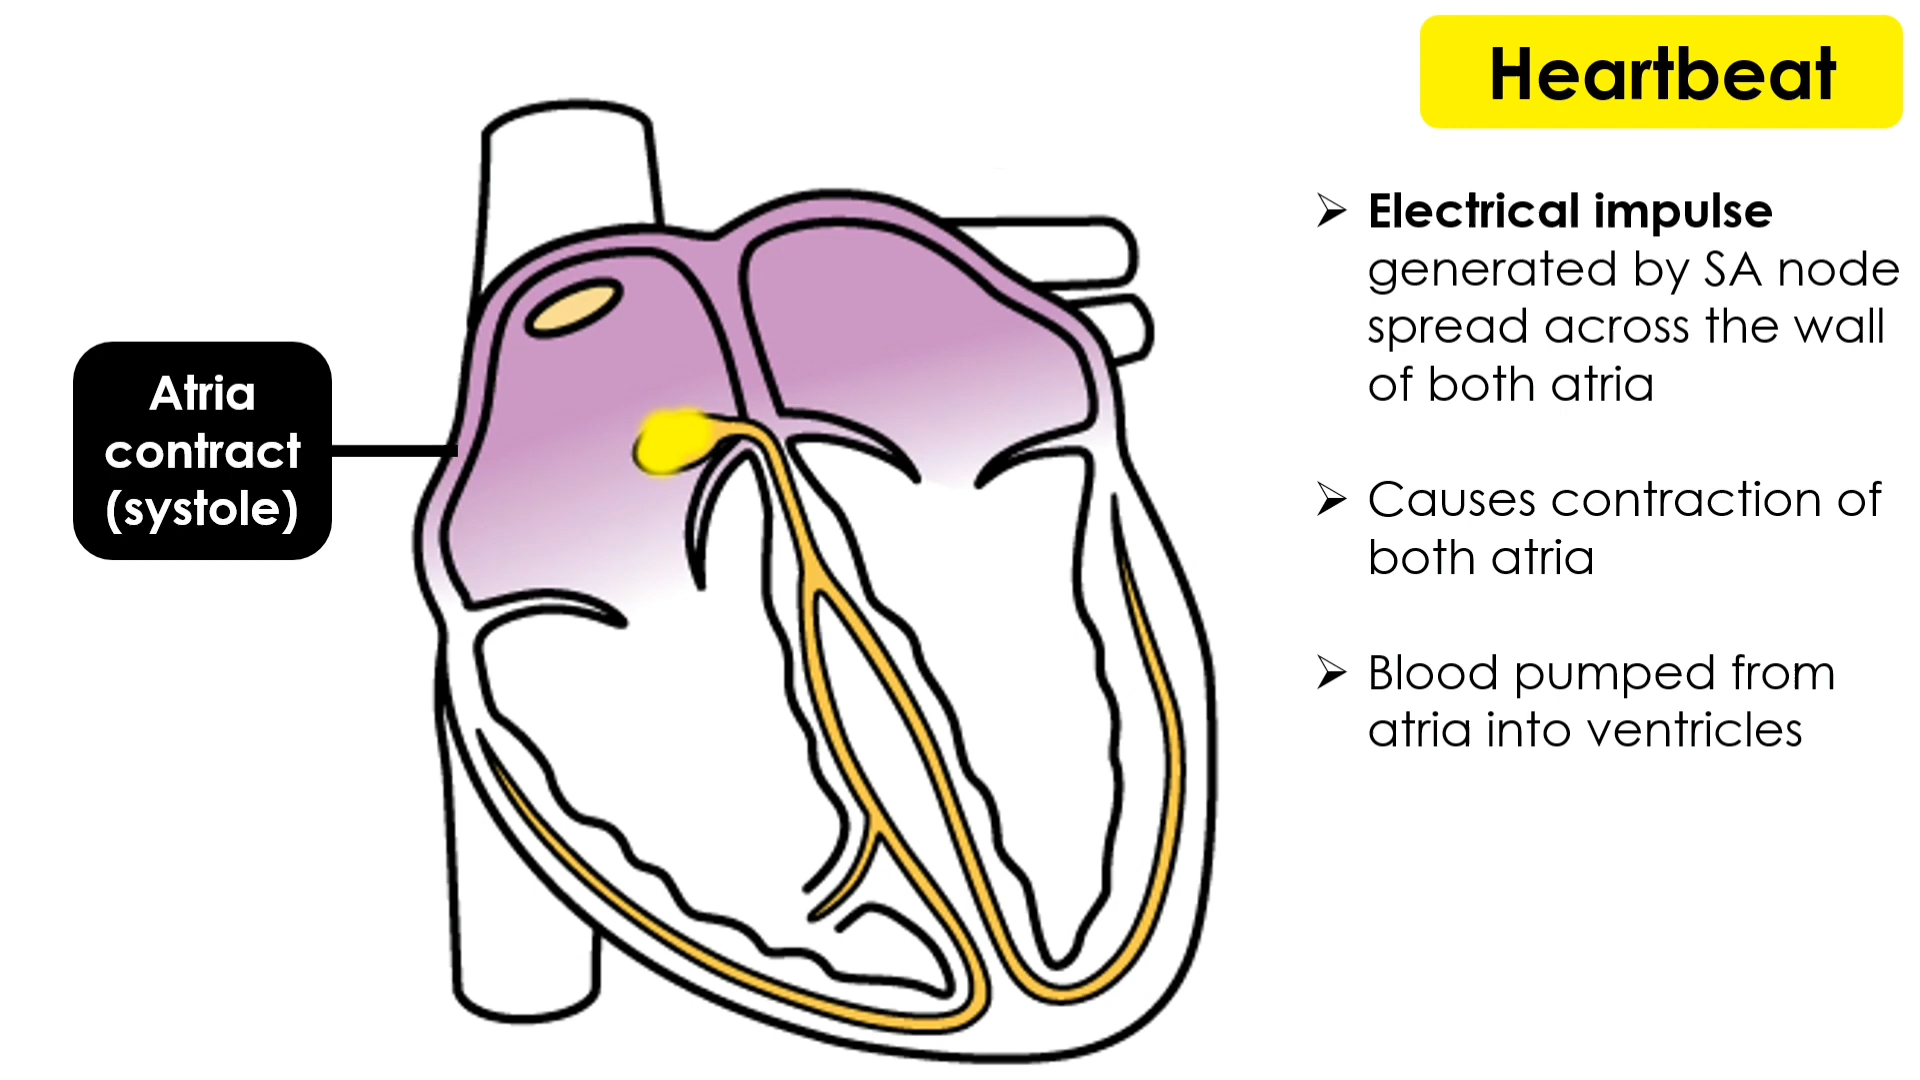 Heartbeat
Atria
contract
(systole)
➢ Electrical impulse
generated by SA node
spread across the wall
of both atria
➢ Causes contraction of
both atria
➢ Blood pumped from
atria into ventricles